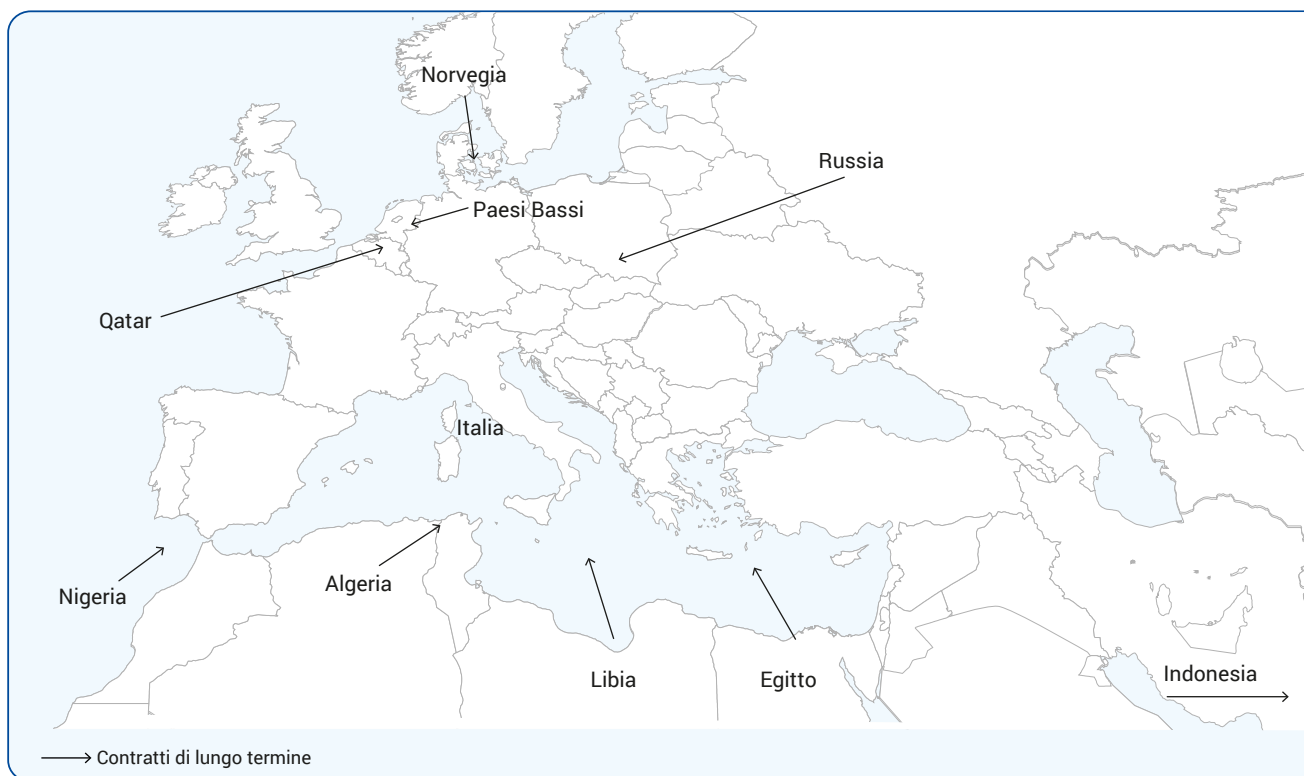 Norvegia
Russia
Paesi Bassi
Qatar
Italia
Algeria
Nigeria
Libia
Egitto
Indonesia
Contratti di lungo termine